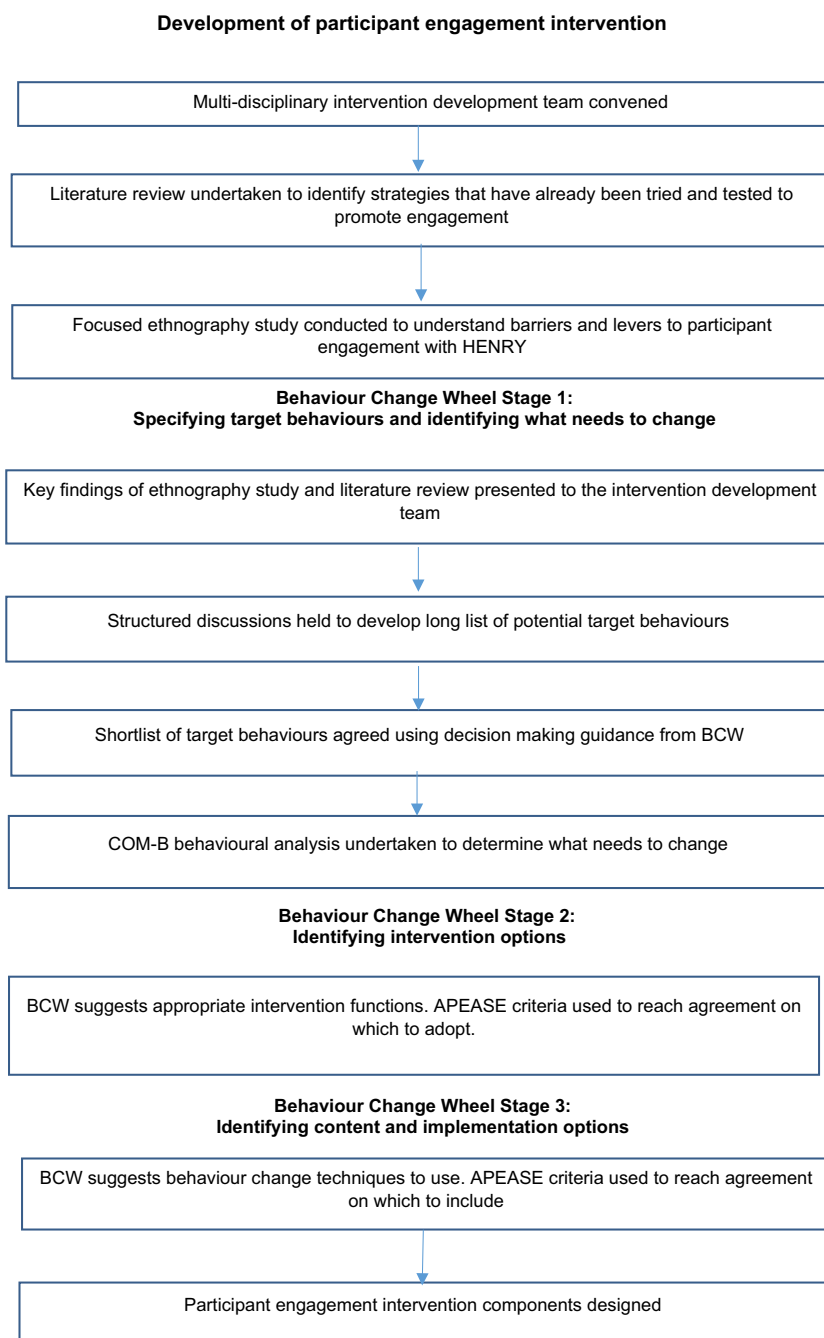 Development of participant engagement intervention
Multi-disciplinary intervention development team convened
Literature review undertaken to identify strategies that have already been tried and tested to
promote engagement
Focused ethnography study conducted to understand barriers and levers to participant
engagement with HENRY
Behaviour Change Wheel Stage 1:
Specifying target behaviours and identifying what needs to change
Key findings of ethnography study and literature review presented to the intervention development
team
Structured discussions held to develop long list of potential target behaviours
Shortlist of target behaviours agreed using decision making guidance from BCW
COM-B behavioural analysis undertaken to determine what needs to change
Behaviour Change Wheel Stage 2:
Identifying intervention options
BCW suggests appropriate intervention functions. APEASE criteria used to reach agreement on
which to adopt.
Behaviour Change Wheel Stage 3:
Identifying content and implementation options
BCW suggests behaviour change techniques to use. APEASE criteria used to reach agreement
on which to include
Participant engagement intervention components designed